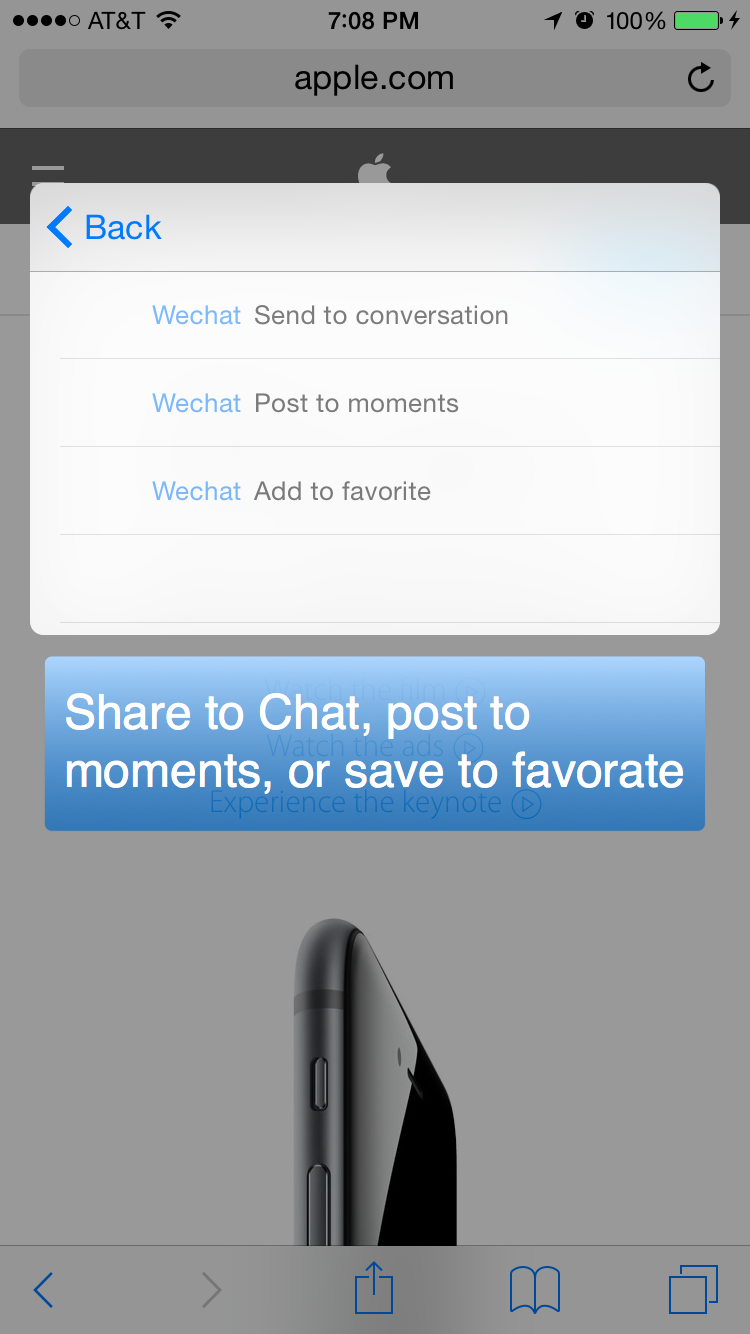 AT&T 7:08 PM 100%
apple.com
Back
Wechat Send to conversation
Wechat Post to moments
Wechat Add to favorite
Watch the film
Share to Chat, post to
Watch the ads
moments, or save to favorate
Experience the keynote